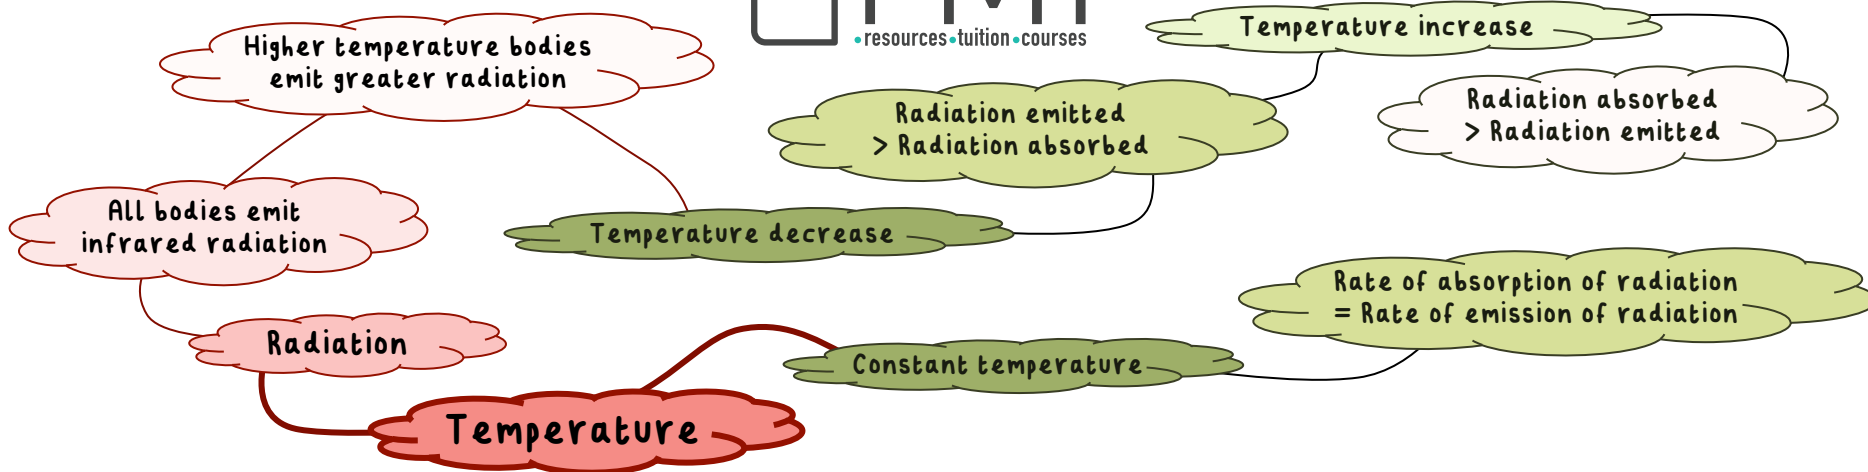 •resources•tuition•courses
Higher temperature bodies
emit greater radiation
Temperature increase
Radiation emitted
> Radiation absorbed
Radiation absorbed
> Radiation emitted
All bodies emit
infrared radiation
Temperature decrease
Rate of absorption of radiation
= Rate of emission of radiation
Radiation
Constant temperature
Temperature